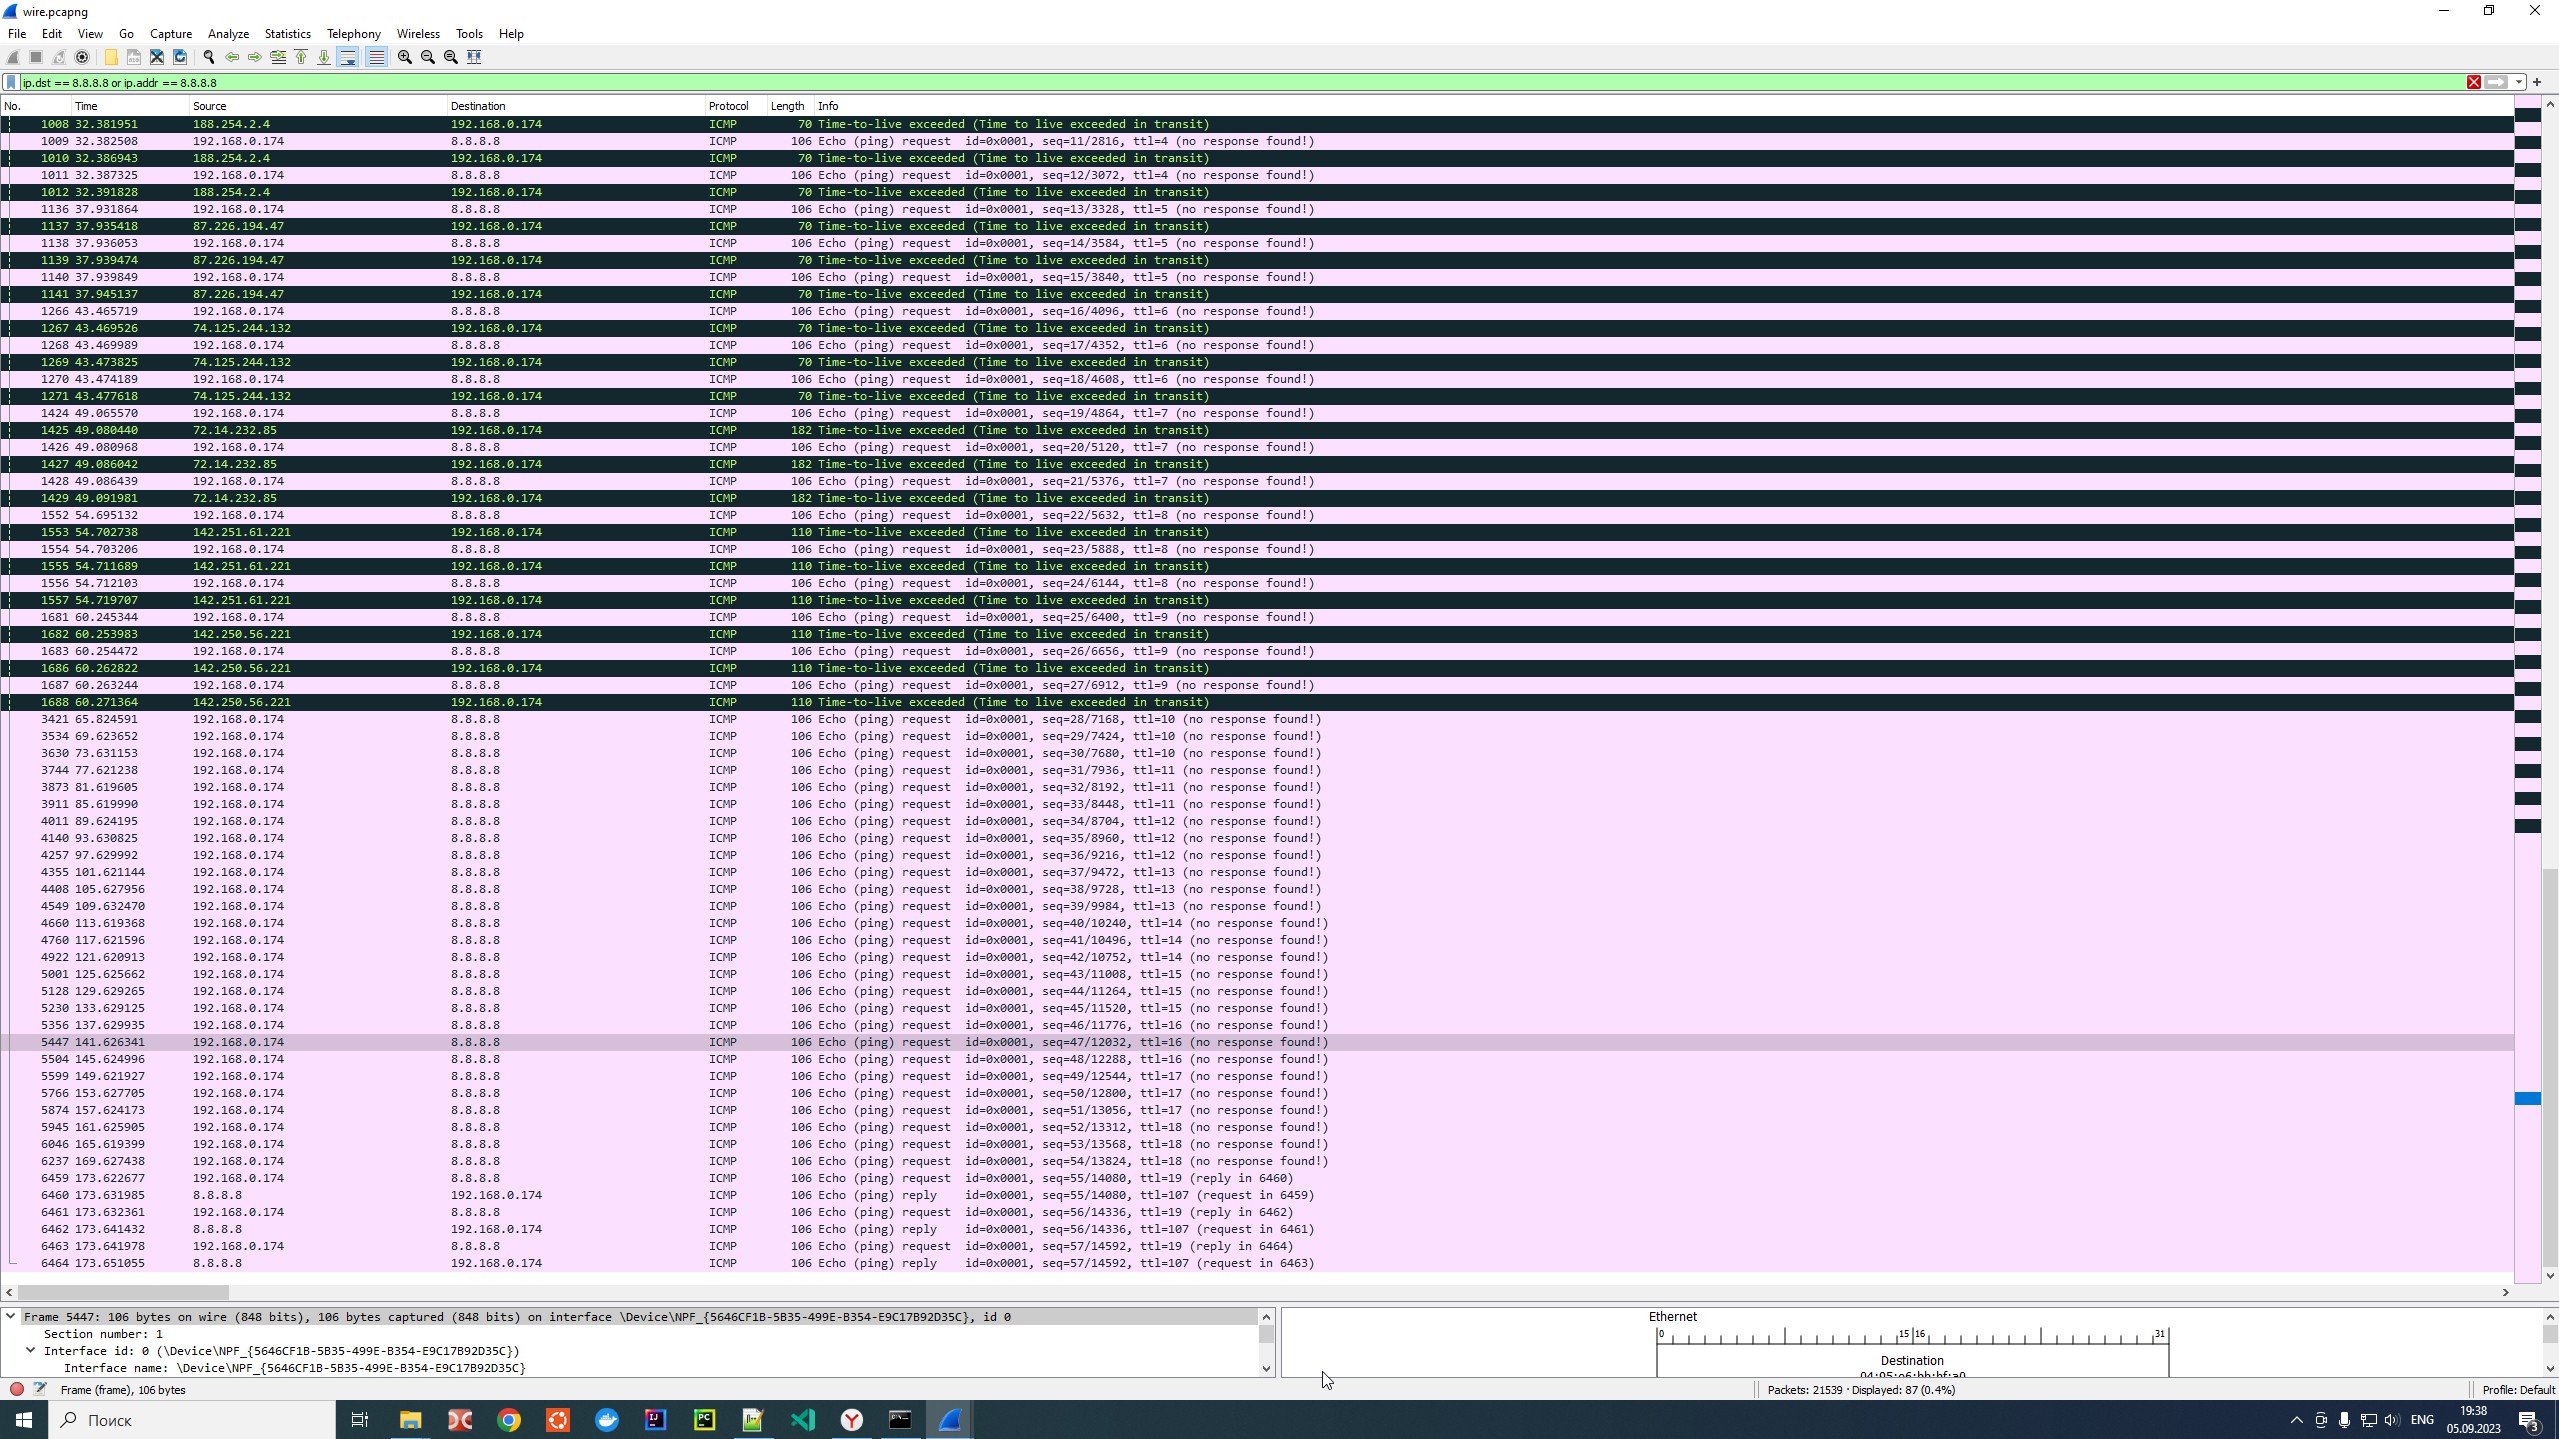 wire.pcapng
File Edit View Go Capture Analyze Statistics Telephony Wireless Tools Help
ip.dst == 8.8.8.8 or ip.addr == 8.8.8.8
No. Time Source Destination Protocol Length Info
1008 32.381951 188.254.2.4 192.168.0.174 ICMP 70 Time-to-live exceeded (Time to live exceeded in transit)
1009 32.382508 192.168.0.174 8.8.8.8 ICMP 106 Echo (ping) request id=0x0001, seq=11/2816, ttl=4 (no response found!)
1010 32.386943 188.254.2.4 192.168.0.174 ICMP 70 Time-to-live exceeded (Time to live exceeded in transit)
1011 32.387325 192.168.0.174 8.8.8.8 ICMP 106 Echo (ping) request id=0x0001, seq=12/3072, ttl=4 (no response found!)
1012 32.391828 188.254.2.4 192.168.0.174 ICMP 70 Time-to-live exceeded (Time to live exceeded in transit)
1136 37.931864 192.168.0.174 8.8.8.8 ICMP 106 Echo (ping) request id=0x0001, seq=13/3328, ttl=5 (no response found!)
1137 37.935418 87.226.194.47 192.168.0.174 ICMP 70 Time-to-live exceeded (Time to live exceeded in transit)
1138 37.936053 192.168.0.174 8.8.8.8 ICMP 106 Echo (ping) request id=0x0001, seq=14/3584, ttl=5 (no response found!)
1139 37.939474 87.226.194.47 192.168.0.174 ICMP 70 Time-to-live exceeded (Time to live exceeded in transit)
1140 37.939849 192.168.0.174 8.8.8.8 ICMP 106 Echo (ping) request id=0x0001, seq=15/3840, ttl=5 (no response found!)
1141 37.945137 87.226.194.47 192.168.0.174 ICMP 70 Time-to-live exceeded (Time to live exceeded in transit)
1266 43.465719 192.168.0.174 8.8.8.8 ICMP 106 Echo (ping) request id=0x0001, seq=16/4096, ttl=6 (no response found!)
1267 43.469526 74.125.244.132 192.168.0.174 ICMP 70 Time-to-live exceeded (Time to live exceeded in transit)
1268 43.469989 192.168.0.174 8.8.8.8 ICMP 106 Echo (ping) request id=0x0001, seq=17/4352, ttl=6 (no response found!)
1269 43.473825 74.125.244.132 192.168.0.174 ICMP 70 Time-to-live exceeded (Time to live exceeded in transit)
1270 43.474189 192.168.0.174 8.8.8.8 ICMP 106 Echo (ping) request id=0x0001, seq=18/4608, ttl=6 (no response found!)
1271 43.477618 74.125.244.132 192.168.0.174 ICMP 70 Time-to-live exceeded (Time to live exceeded in transit)
1424 49.065570 192.168.0.174 8.8.8.8 ICMP 106 Echo (ping) request id=0x0001, seq=19/4864, ttl=7 (no response found!)
1425 49.080440 72.14.232.85 192.168.0.174 ICMP 182 Time-to-live exceeded (Time to live exceeded in transit)
1426 49.080968 192.168.0.174 8.8.8.8 ICMP 106 Echo (ping) request id=0x0001, seq=20/5120, ttl=7 (no response found!)
1427 49.086042 72.14.232.85 192.168.0.174 ICMP 182 Time-to-live exceeded (Time to live exceeded in transit)
1428 49.086439 192.168.0.174 8.8.8.8 ICMP 106 Echo (ping) request id=0x0001, seq=21/5376, ttl=7 (no response found!)
1429 49.091981 72.14.232.85 192.168.0.174 ICMP 182 Time-to-live exceeded (Time to live exceeded in transit)
1552 54.695132 192.168.0.174 8.8.8.8 ICMP 106 Echo (ping) request id=0x0001, seq=22/5632, ttl=8 (no response found!)
1553 54.702738 142.251.61.221 192.168.0.174 ICMP 110 Time-to-live exceeded (Time to live exceeded in transit)
1554 54.703206 192.168.0.174 8.8.8.8 ICMP 106 Echo (ping) request id=0x0001, seq=23/5888, ttl=8 (no response found!)
1555 54.711689 142.251.61.221 192.168.0.174 ICMP 110 Time-to-live exceeded (Time to live exceeded in transit)
1556 54.712103 192.168.0.174 8.8.8.8 ICMP 106 Echo (ping) request id=0x0001, seq=24/6144, ttl=8 (no response found!)
1557 54.719707 142.251.61.221 192.168.0.174 ICMP 110 Time-to-live exceeded (Time to live exceeded in transit)
1681 60.245344 192.168.0.174 8.8.8.8 ICMP 106 Echo (ping) request id=0x0001, seq=25/6400, ttl=9 (no response found!)
1682 60.253983 142.250.56.221 192.168.0.174 ICMP 110 Time-to-live exceeded (Time to live exceeded in transit)
1683 60.254472 192.168.0.174 8.8.8.8 ICMP 106 Echo (ping) request id=0x0001, seq=26/6656, ttl=9 (no response found!)
1686 60.262822 142.250.56.221 192.168.0.174 ICMP 110 Time-to-live exceeded (Time to live exceeded in transit)
1687 60.263244 192.168.0.174 8.8.8.8 ICMP 106 Echo (ping) request id=0x0001, seq=27/6912, ttl=9 (no response found!)
1688 60.271364 142.250.56.221 192.168.0.174 ICMP 110 Time-to-live exceeded (Time to live exceeded in transit)
3421 65.824591 192.168.0.174 8.8.8.8 ICMP 106 Echo (ping) request id=0x0001, seq=28/7168, ttl=10 (no response found!)
3534 69.623652 192.168.0.174 8.8.8.8 ICMP 106 Echo (ping) request id=0x0001, seq=29/7424, ttl=10 (no response found!)
3630 73.631153 192.168.0.174 8.8.8.8 ICMP 106 Echo (ping) request id=0x0001, seq=30/7680, ttl=10 (no response found!)
3744 77.621238 192.168.0.174 8.8.8.8 ICMP 106 Echo (ping) request id=0x0001, seq=31/7936, ttl=11 (no response found!)
3873 81.619605 192.168.0.174 8.8.8.8 ICMP 106 Echo (ping) request id=0x0001, seq=32/8192, ttl=11 (no response found!)
3911 85.619990 192.168.0.174 8.8.8.8 ICMP 106 Echo (ping) request id=0x0001, seq=33/8448, ttl=11 (no response found!)
4011 89.624195 192.168.0.174 8.8.8.8 ICMP 106 Echo (ping) request id=0x0001, seq=34/8704, ttl=12 (no response found!)
4140 93.630825 192.168.0.174 8.8.8.8 ICMP 106 Echo (ping) request id=0x0001, seq=35/8960, ttl=12 (no response found!)
4257 97.629992 192.168.0.174 8.8.8.8 ICMP 106 Echo (ping) request id=0x0001, seq=36/9216, ttl=12 (no response found!)
4355 101.621144 192.168.0.174 8.8.8.8 ICMP 106 Echo (ping) request id=0x0001, seq=37/9472, ttl=13 (no response found!)
4408 105.627956 192.168.0.174 8.8.8.8 ICMP 106 Echo (ping) request id=0x0001, seq=38/9728, ttl=13 (no response found!)
4549 109.632470 192.168.0.174 8.8.8.8 ICMP 106 Echo (ping) request id=0x0001, seq=39/9984, ttl=13 (no response found!)
4660 113.619368 192.168.0.174 8.8.8.8 ICMP 106 Echo (ping) request id=0x0001, seq=40/10240, ttl=14 (no response found!)
4760 117.621596 192.168.0.174 8.8.8.8 ICMP 106 Echo (ping) request id=0x0001, seq=41/10496, ttl=14 (no response found!)
4922 121.620913 192.168.0.174 8.8.8.8 ICMP 106 Echo (ping) request id=0x0001, seq=42/10752, ttl=14 (no response found!)
5001 125.625662 192.168.0.174 8.8.8.8 ICMP 106 Echo (ping) request id=0x0001, seq=43/11008, ttl=15 (no response found!)
5128 129.629265 192.168.0.174 8.8.8.8 ICMP 106 Echo (ping) request id=0x0001, seq=44/11264, ttl=15 (no response found!)
5230 133.629125 192.168.0.174 8.8.8.8 ICMP 106 Echo (ping) request id=0x0001, seq=45/11520, ttl=15 (no response found!)
5356 137.629935 192.168.0.174 8.8.8.8 ICMP 106 Echo (ping) request id=0x0001, seq=46/11776, ttl=16 (no response found!)
5447 141.626341 192.168.0.174 8.8.8.8 ICMP 106 Echo (ping) request id=0x0001, seq=47/12032, ttl=16 (no response found!)
5504 145.624996 192.168.0.174 8.8.8.8 ICMP 106 Echo (ping) request id=0x0001, seq=48/12288, ttl=16 (no response found!)
5599 149.621927 192.168.0.174 8.8.8.8 ICMP 106 Echo (ping) request id=0x0001, seq=49/12544, ttl=17 (no response found!)
5766 153.627705 192.168.0.174 8.8.8.8 ICMP 106 Echo (ping) request id=0x0001, seq=50/12800, ttl=17 (no response found!)
5874 157.624173 192.168.0.174 8.8.8.8 ICMP 106 Echo (ping) request id=0x0001, seq=51/13056, ttl=17 (no response found!)
5945 161.625905 192.168.0.174 8.8.8.8 ICMP 106 Echo (ping) request id=0x0001, seq=52/13312, ttl=18 (no response found!)
6046 165.619399 192.168.0.174 8.8.8.8 ICMP 106 Echo (ping) request id=0x0001, seq=53/13568, ttl=18 (no response found!)
6237 169.627438 192.168.0.174 8.8.8.8 ICMP 106 Echo (ping) request id=0x0001, seq=54/13824, ttl=18 (no response found!)
6459 173.622677 192.168.0.174 8.8.8.8 ICMP 106 Echo (ping) request id=0x0001, seq=55/14080, ttl=19 (reply in 6460)
6460 173.631985 8.8.8.8 192.168.0.174 ICMP 106 Echo (ping) reply id=0x0001, seq=55/14080, ttl=107 (request in 6459)
6461 173.632361 192.168.0.174 8.8.8.8 ICMP 106 Echo (ping) request id=0x0001, seq=56/14336, ttl=19 (reply in 6462)
6462 173.641432 8.8.8.8 192.168.0.174 ICMP 106 Echo (ping) reply id=0x0001, seq=56/14336, ttl=107 (request in 6461)
6463 173.641978 192.168.0.174 8.8.8.8 ICMP 106 Echo (ping) request id=0x0001, seq=57/14592, ttl=19 (reply in 6464)
6464 173.651055 8.8.8.8 192.168.0.174 ICMP 106 Echo (ping) reply id=0x0001, seq=57/14592, ttl=107 (request in 6463)
Frame 5447: 106 bytes on wire (848 bits), 106 bytes captured (848 bits) on interface \Device\NPF_{5646CF1B-5B35-499E-B354-E9C17B92D35C}, id 0
Section number: 1
Interface id: 0 (\Device\NPF_{5646CF1B-5B35-499E-B354-E9C17B92D35C})
Interface name: \Device\NPF_{5646CF1B-5B35-499E-B354-E9C17B92D35C}
Ethernet
0 15 16 31
Destination
Frame (frame), 106 bytes
Packets: 21539 · Displayed: 87 (0.4%)
Profile: Default
Поиск
ENG
19:38
05.09.2023
3